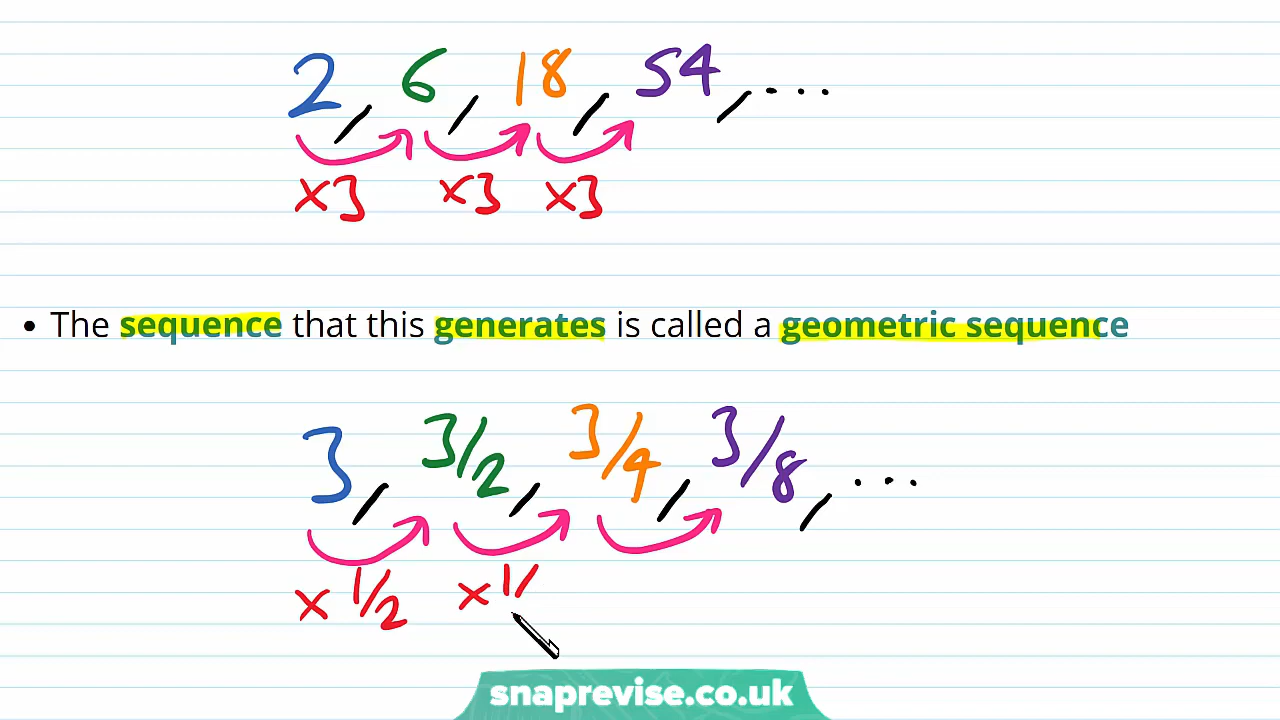 2, 6, 18, 54, ...
×3 ×3 ×3
• The sequence that this generates is called a geometric sequence
3, 3/2, 3/4, 3/8, ...
× 1/2 × 1/
snaprevise.co.uk